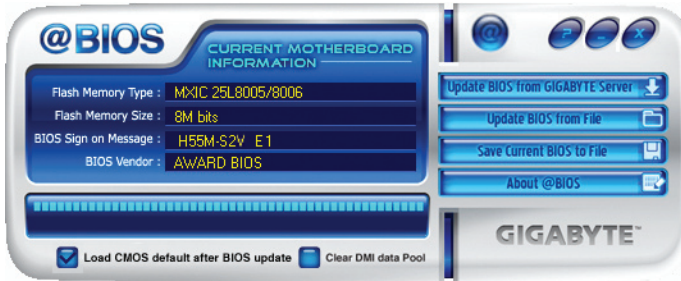 @BIOS
CURRENT MOTHERBOARD
INFORMATION
Flash Memory Type : MXIC 25L8005/8006
Flash Memory Size : 8M bits
BIOS Sign on Message : H55M-S2V E1
BIOS Vendor : AWARD BIOS
Load CMOS default after BIOS update
Clear DMI data Pool
@ ? - X
Update BIOS from GIGABYTE Server
Update BIOS from File
Save Current BIOS to File
About @BIOS
GIGABYTE™